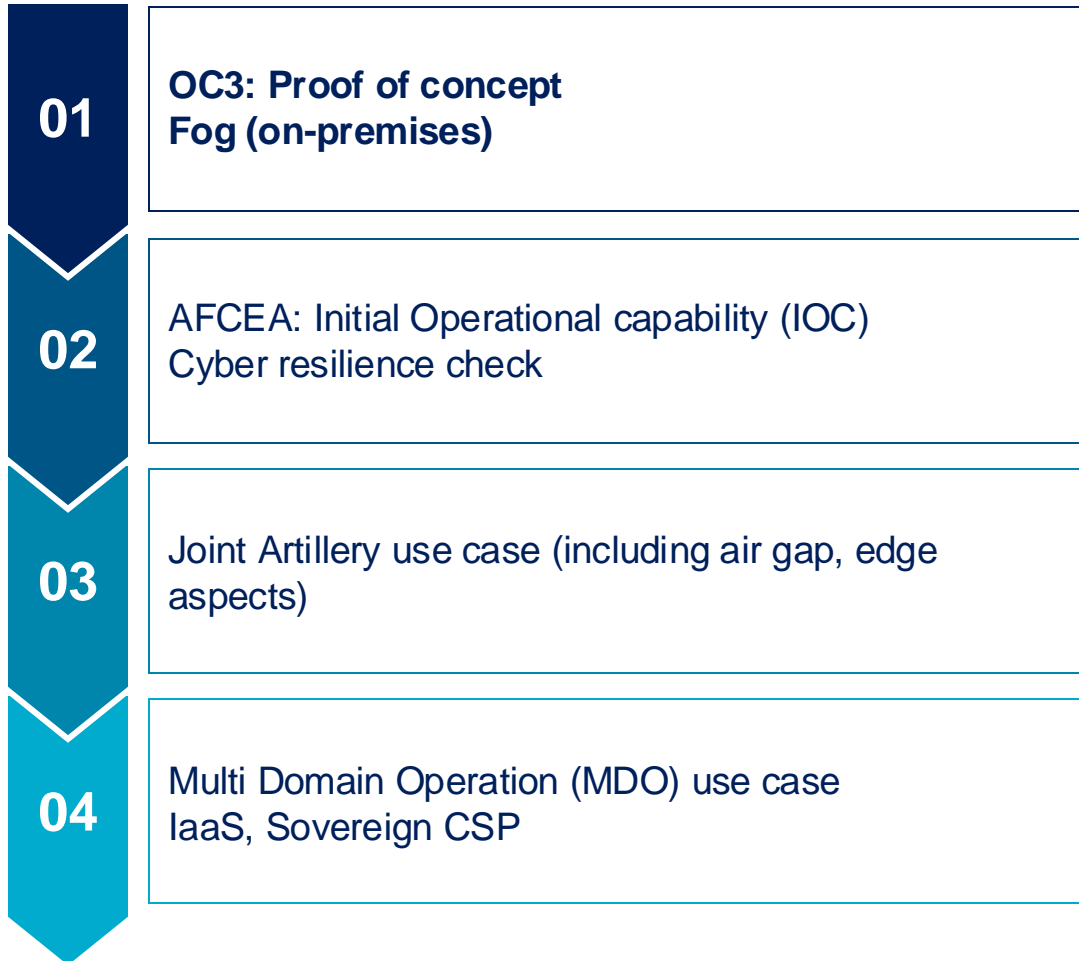 01
OC3: Proof of concept
Fog (on-premises)
02
AFCEA: Initial Operational capability (IOC)
Cyber resilience check
03
Joint Artillery use case (including air gap, edge
aspects)
04
Multi Domain Operation (MDO) use case
IaaS, Sovereign CSP